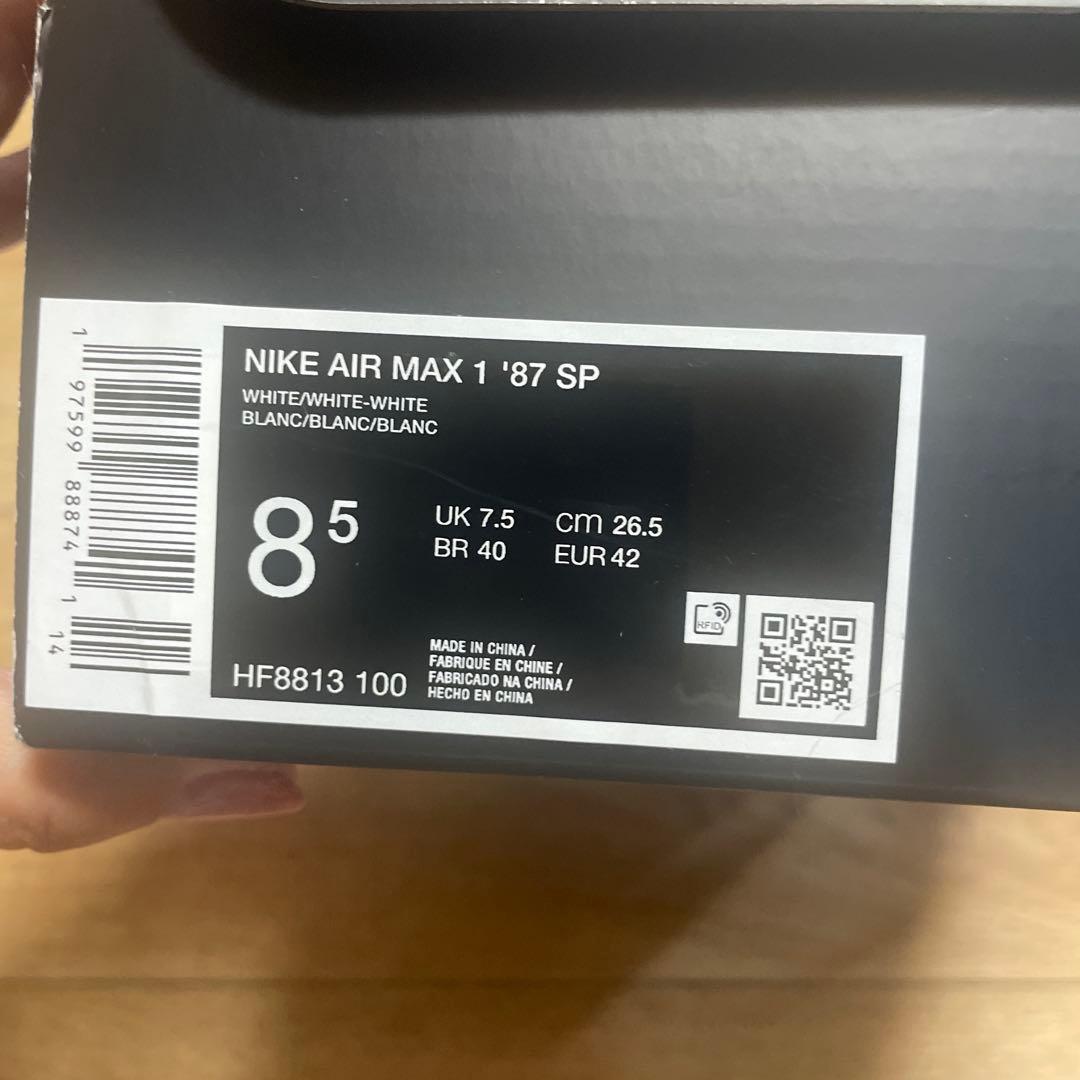 NIKE AIR MAX 1 '87 SP
WHITE/WHITE-WHITE
BLANC/BLANC/BLANC
8 5
UK 7.5 cm 26.5
BR 40 EUR 42
RFID
HF8813 100
MADE IN CHINA /
FABRIQUE EN CHINE /
FABRICADO NA CHINA /
HECHO EN CHINA
1 97599 88874 1 14